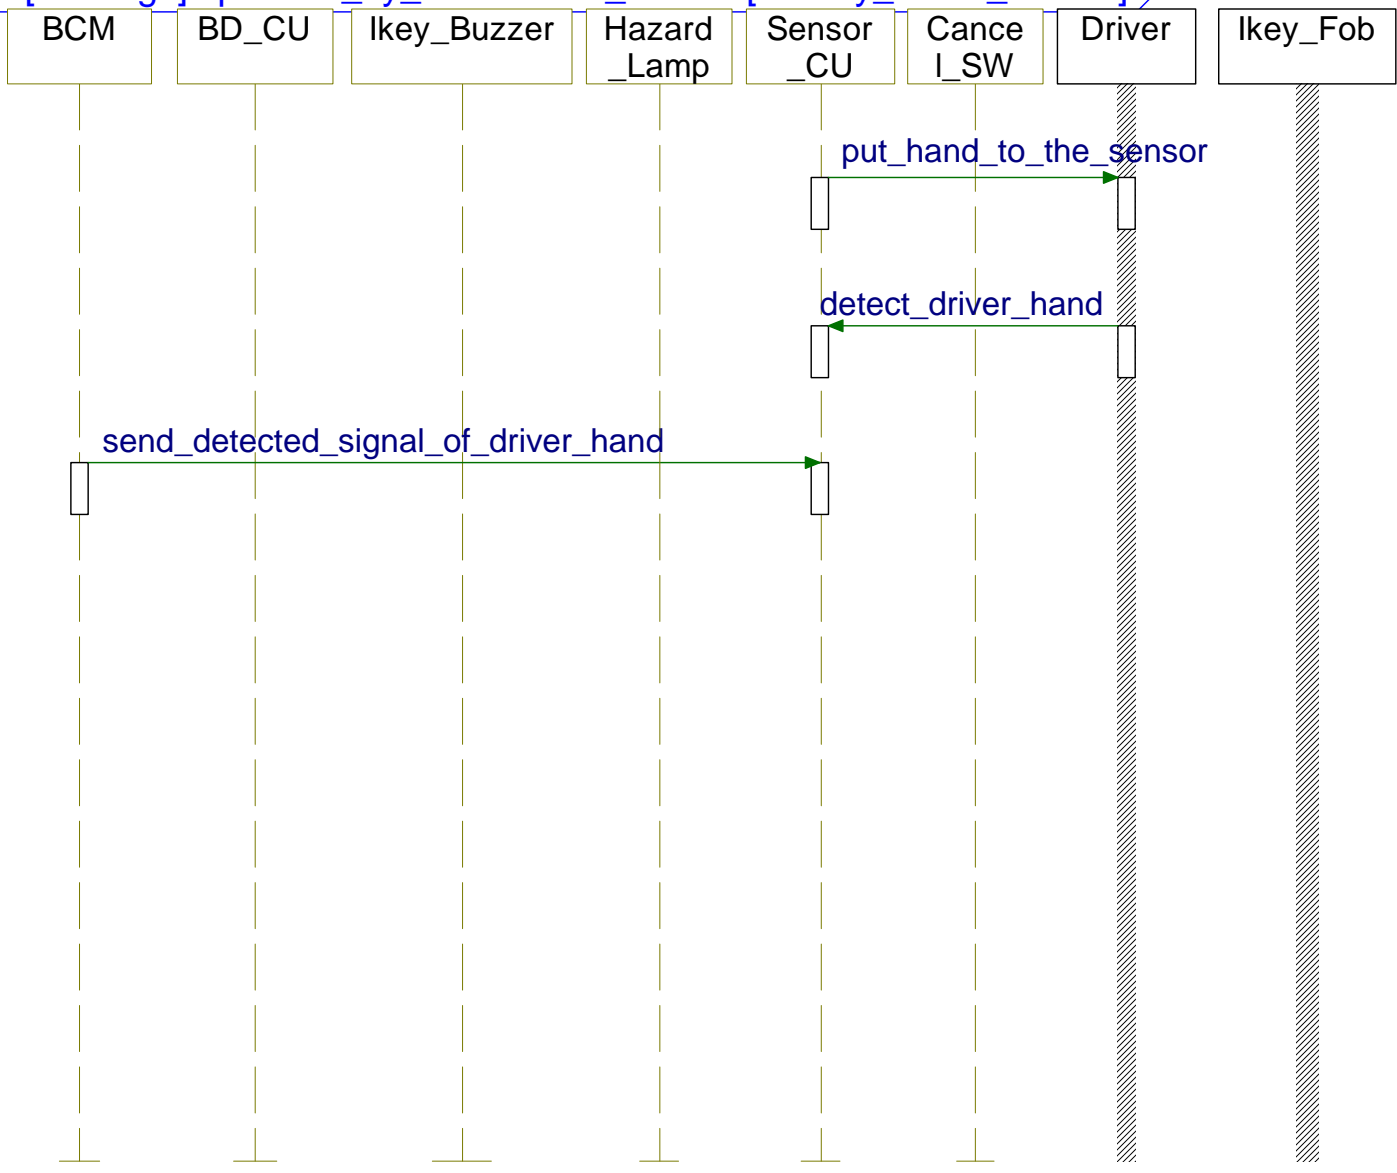 BCM
BD_CU
Ikey_Buzzer
Hazard
_Lamp
Sensor
_CU
Cance
l_SW
Driver
Ikey_Fob
put_hand_to_the_sensor
detect_driver_hand
send_detected_signal_of_driver_hand